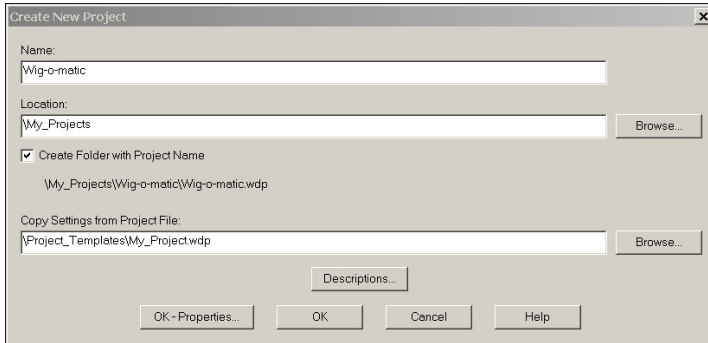 Create New Project
Name:
Wig-o-matic
Location:
\My_Projects
Browse...
Create Folder with Project Name
\My_Projects\Wig-o-matic\Wig-o-matic.wdp
Copy Settings from Project File:
\Project_Templates\My_Project.wdp
Browse...
Descriptions...
OK - Properties... OK Cancel Help